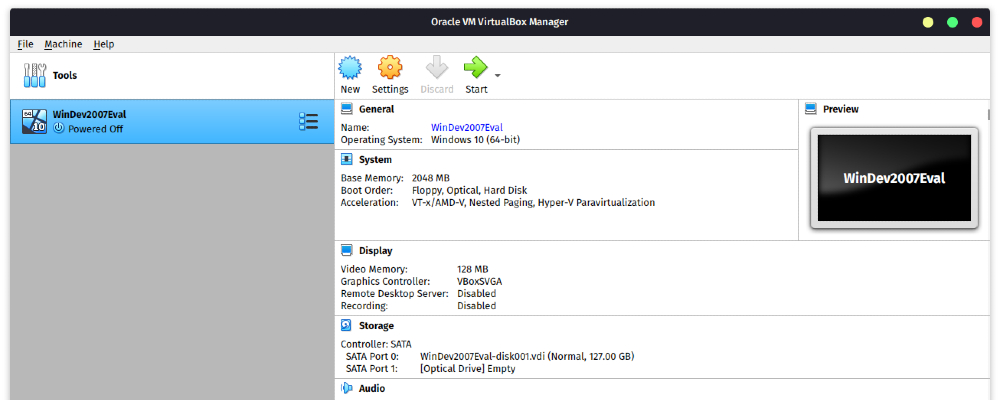 Oracle VM VirtualBox Manager
File Machine Help
Tools
New Settings Discard Start
64
10
WinDev2007Eval
Powered Off
General
Name: WinDev2007Eval
Operating System: Windows 10 (64-bit)
System
Base Memory: 2048 MB
Boot Order: Floppy, Optical, Hard Disk
Acceleration: VT-x/AMD-V, Nested Paging, Hyper-V Paravirtualization
Preview
WinDev2007Eval
Display
Video Memory: 128 MB
Graphics Controller: VBoxSVGA
Remote Desktop Server: Disabled
Recording: Disabled
Storage
Controller: SATA
SATA Port 0: WinDev2007Eval-disk001.vdi (Normal, 127.00 GB)
SATA Port 1: [Optical Drive] Empty
Audio